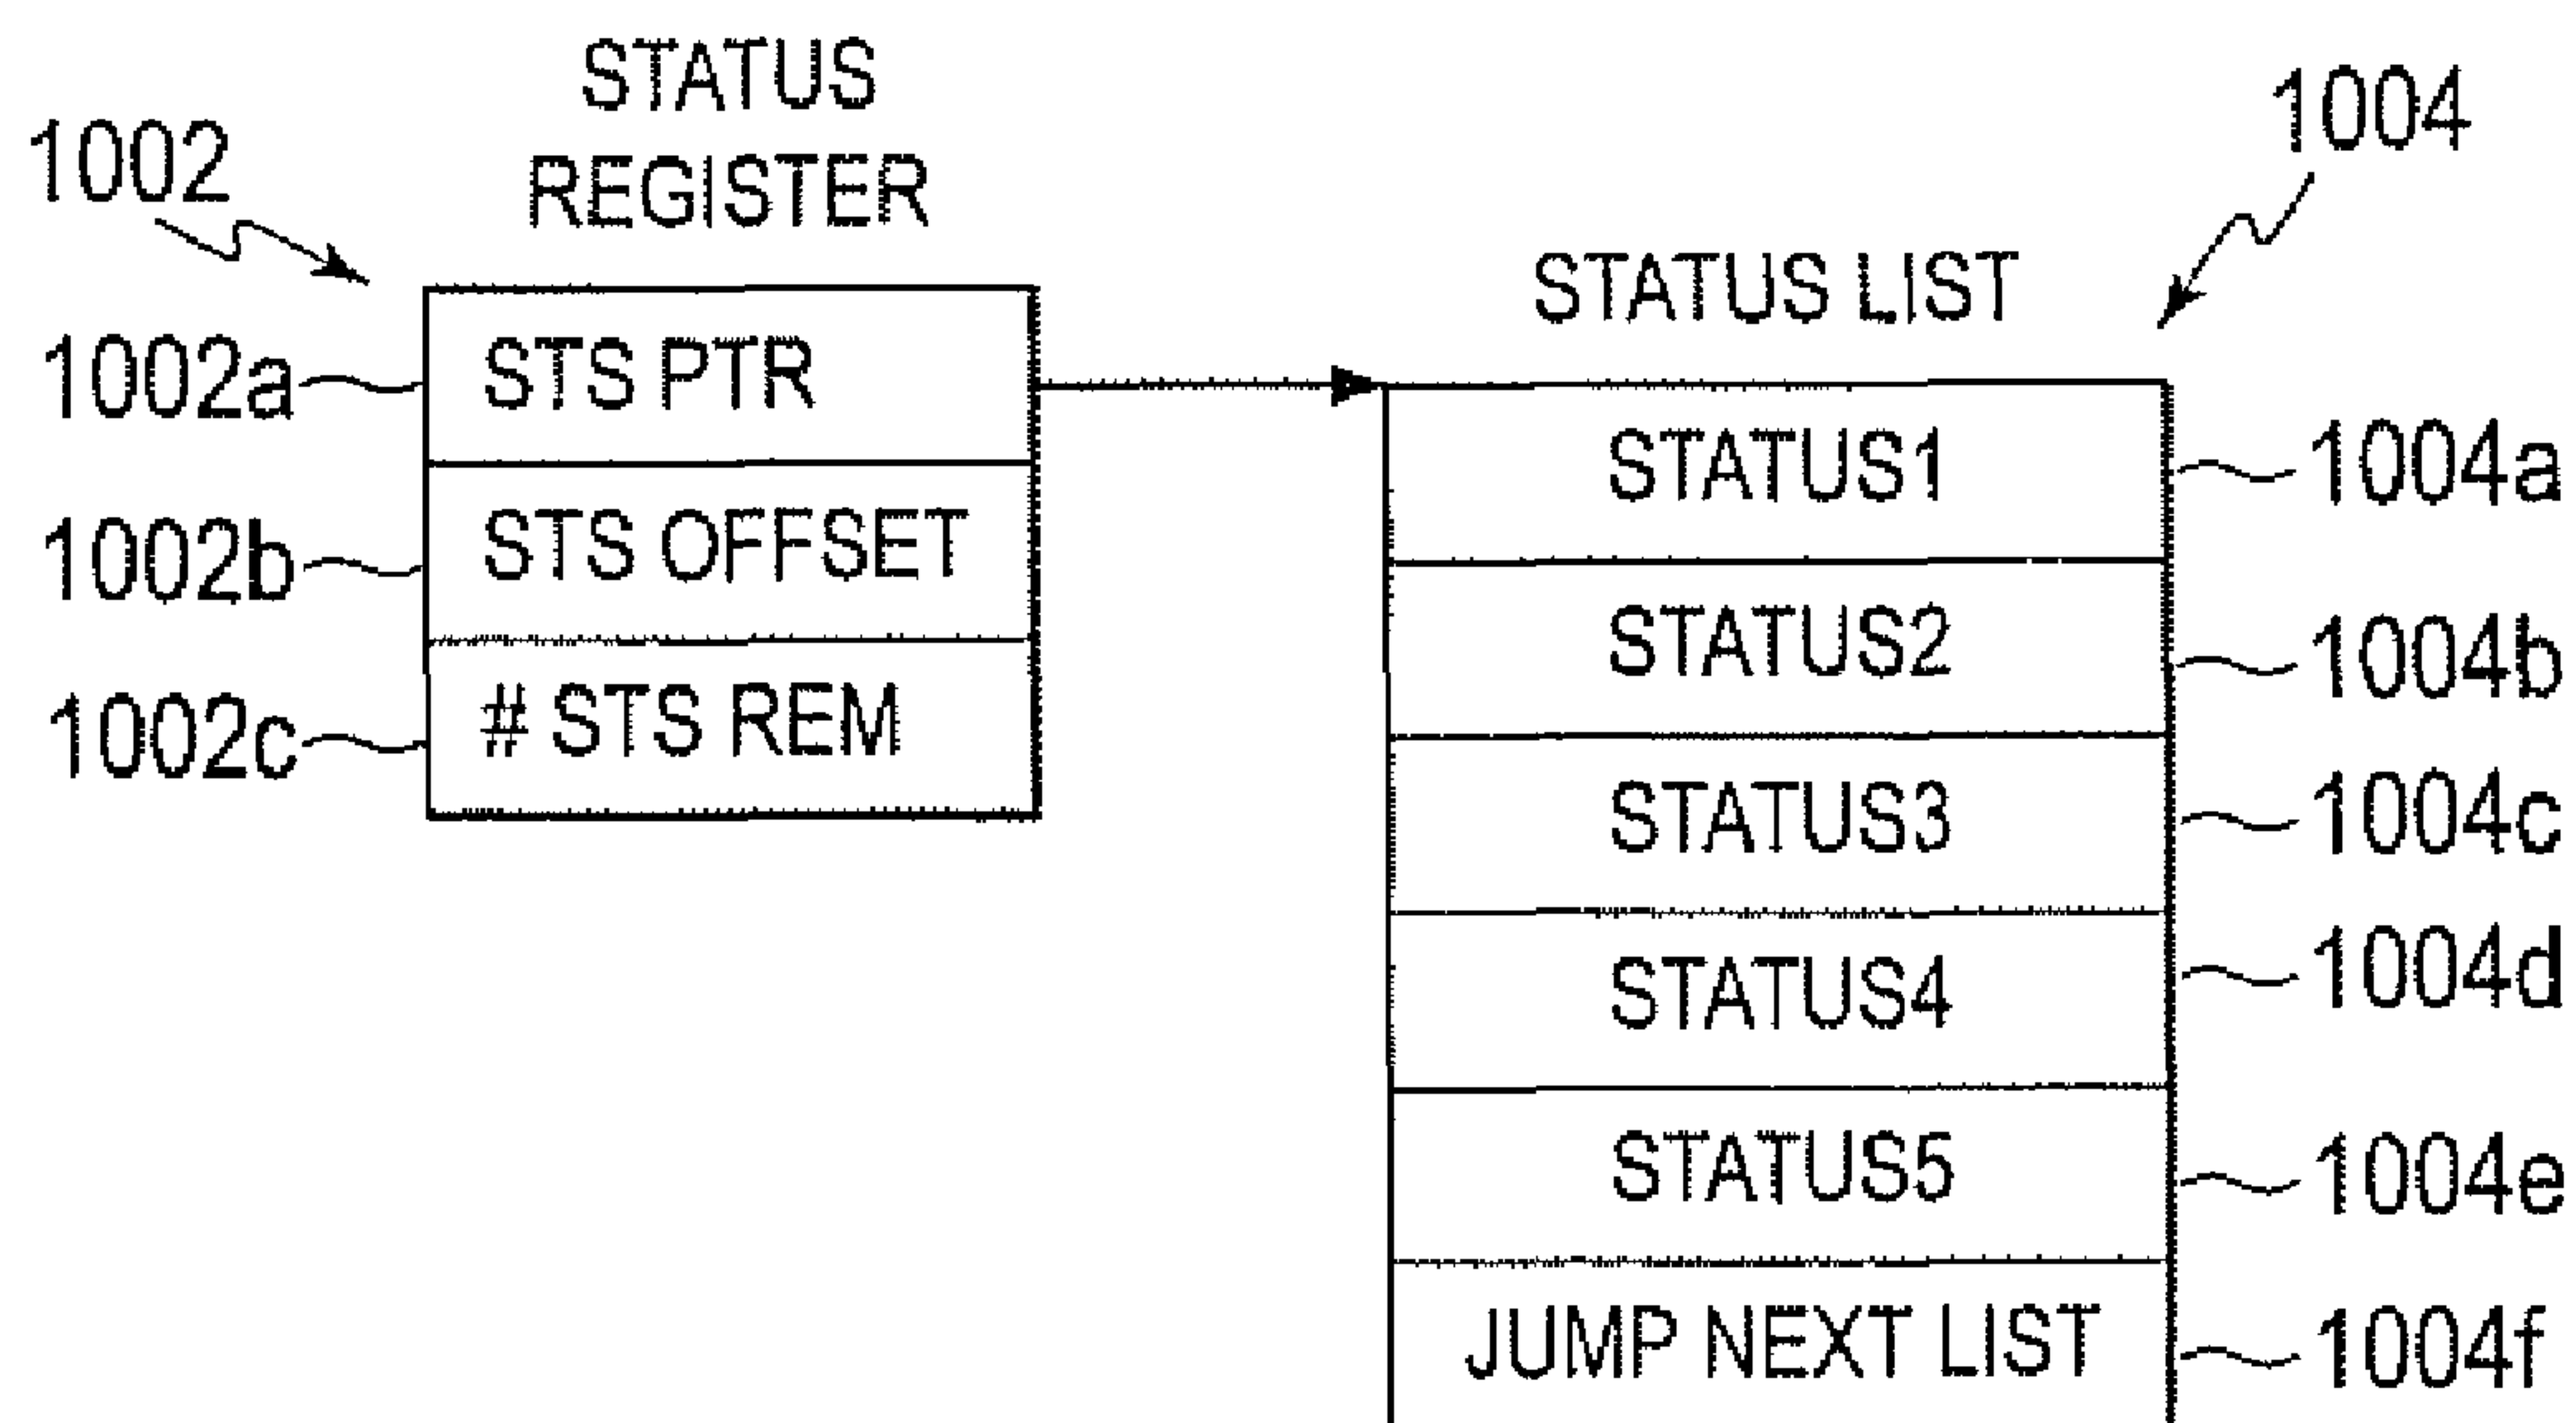 STATUS
REGISTER
1002
1002a
STS PTR
1002b
STS OFFSET
1002c
# STS REM
1004
STATUS LIST
STATUS1
1004a
STATUS2
1004b
STATUS3
1004c
STATUS4
1004d
STATUS5
1004e
JUMP NEXT LIST
1004f